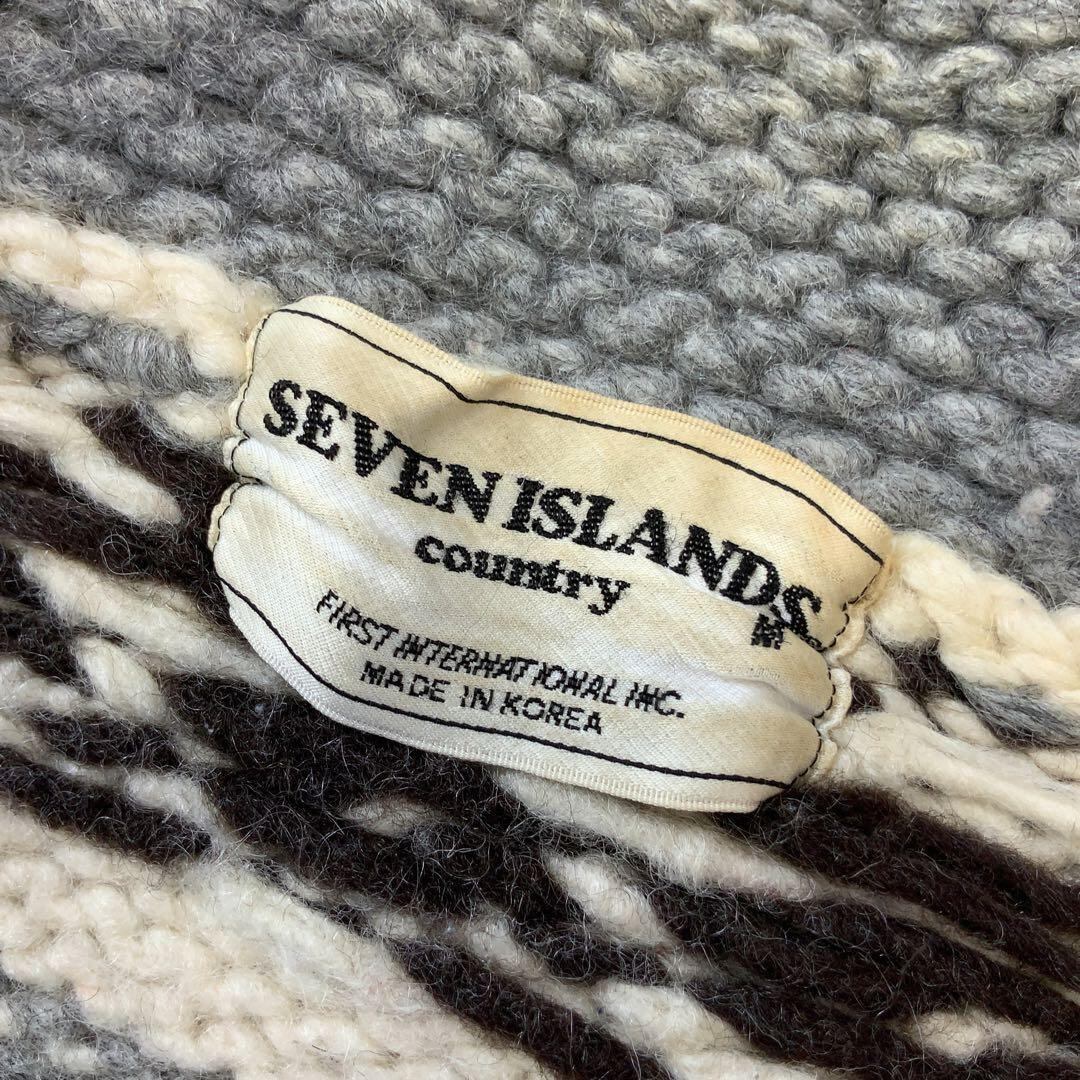 SEVEN ISLANDS
country
M
FIRST INTERNATIONAL INC.
MADE IN KOREA